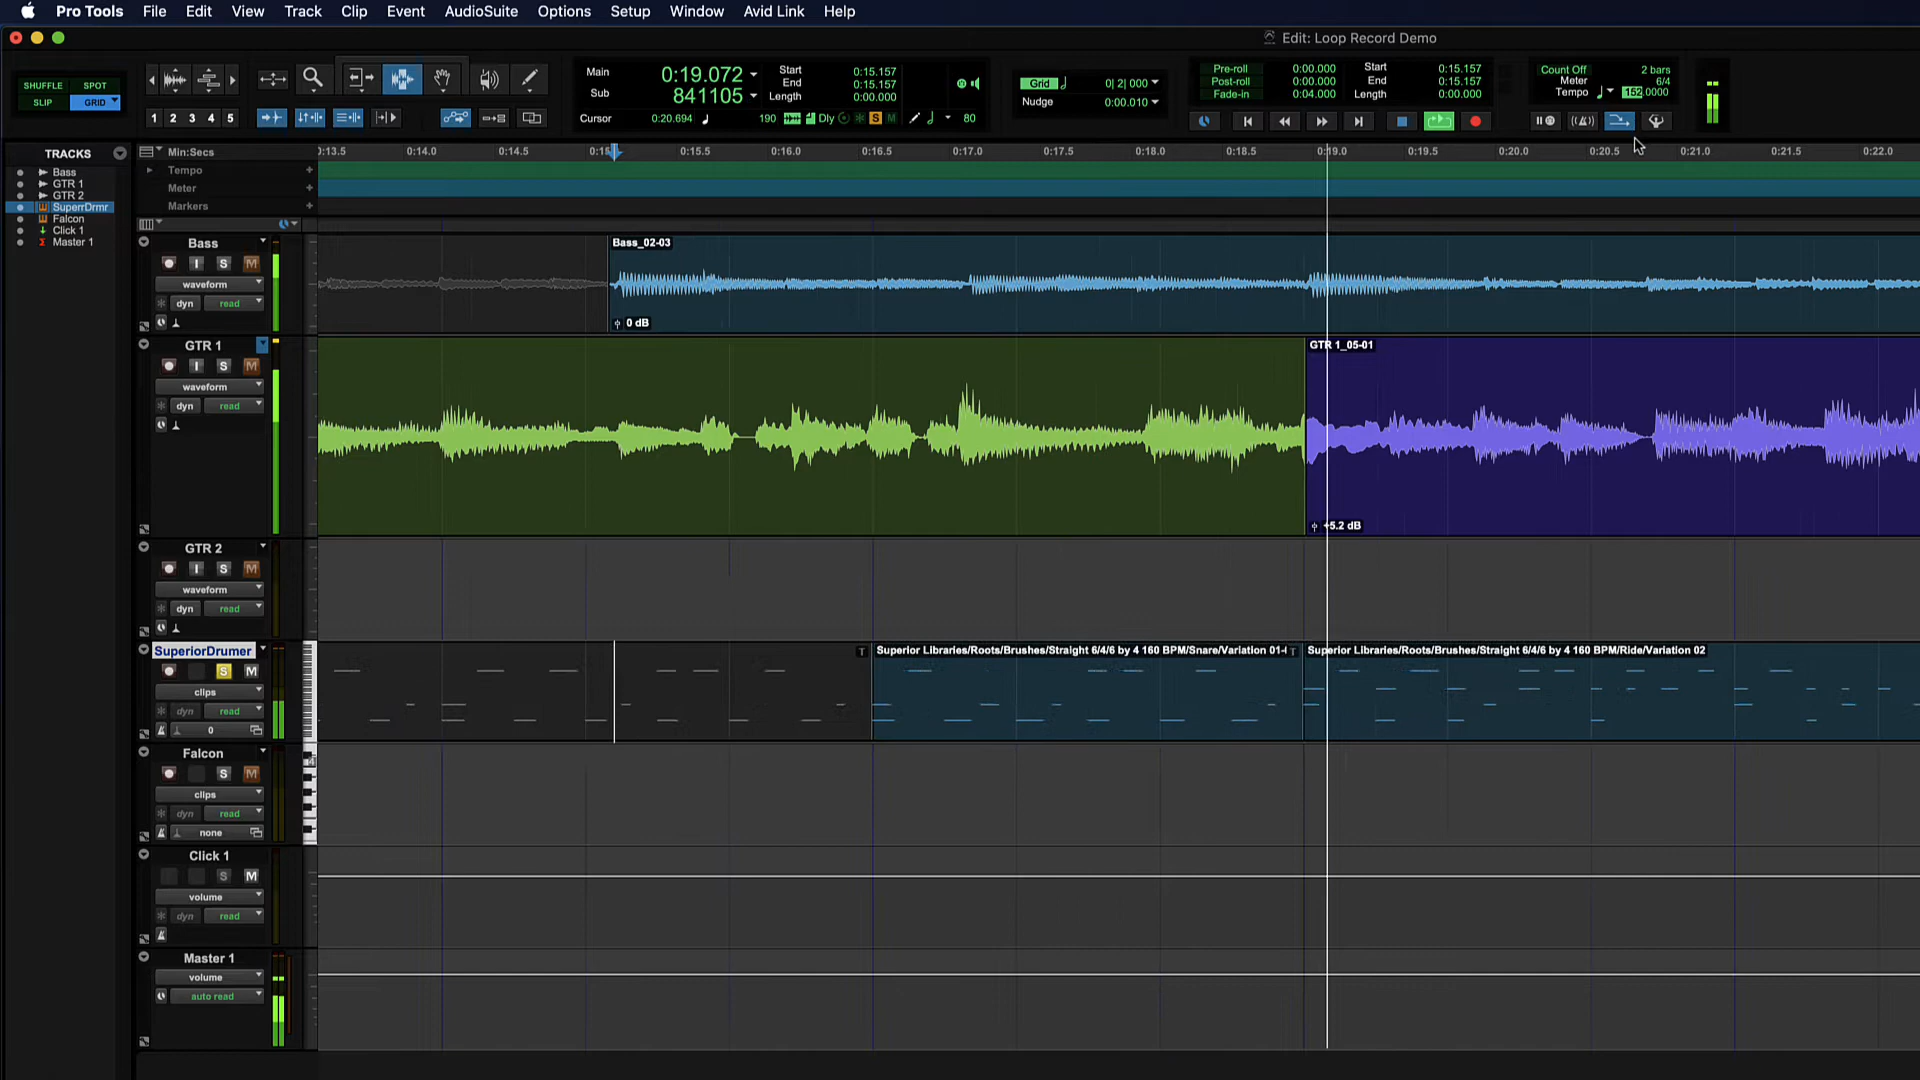 Pro Tools File Edit View Track Clip Event AudioSuite Options Setup Window Avid Link Help
Edit: Loop Record Demo
SHUFFLE SPOT
SLIP GRID
1 2 3 4 5
Main 0:19.072
Sub 841105
Start 0:15.157
End 0:15.157
Length 0:00.000
Cursor 0:20.694 190 Dly S M 80
Grid 0| 2| 000
Nudge 0:00.010
Pre-roll 0:00.000
Post-roll 0:00.000
Fade-in 0:04.000
Start 0:15.157
End 0:15.157
Length 0:00.000
Count Off 2 bars
Meter 6/4
Tempo 152.0000
TRACKS
Bass
GTR 1
GTR 2
SuperrDrmr
Falcon
Click 1
Master 1
Min:Secs 0:13.5 0:14.0 0:14.5 0:15.5 0:16.0 0:16.5 0:17.0 0:17.5 0:18.0 0:18.5 0:19.0 0:19.5 0:20.0 0:20.5 0:21.0 0:21.5 0:22.0
Tempo
Meter
Markers
Bass
I S M
waveform
dyn read
Bass_02-03
0 dB
GTR 1
I S M
waveform
dyn read
GTR 1_05-01
+5.2 dB
GTR 2
I S M
waveform
dyn read
SuperiorDrumer
S M
clips
dyn read
0
Superior Libraries/Roots/Brushes/Straight 6/4/6 by 4 160 BPM/Snare/Variation 01-
Superior Libraries/Roots/Brushes/Straight 6/4/6 by 4 160 BPM/Ride/Variation 02
Falcon
S M
clips
dyn read
none
Click 1
S M
volume
dyn read
Master 1
volume
auto read